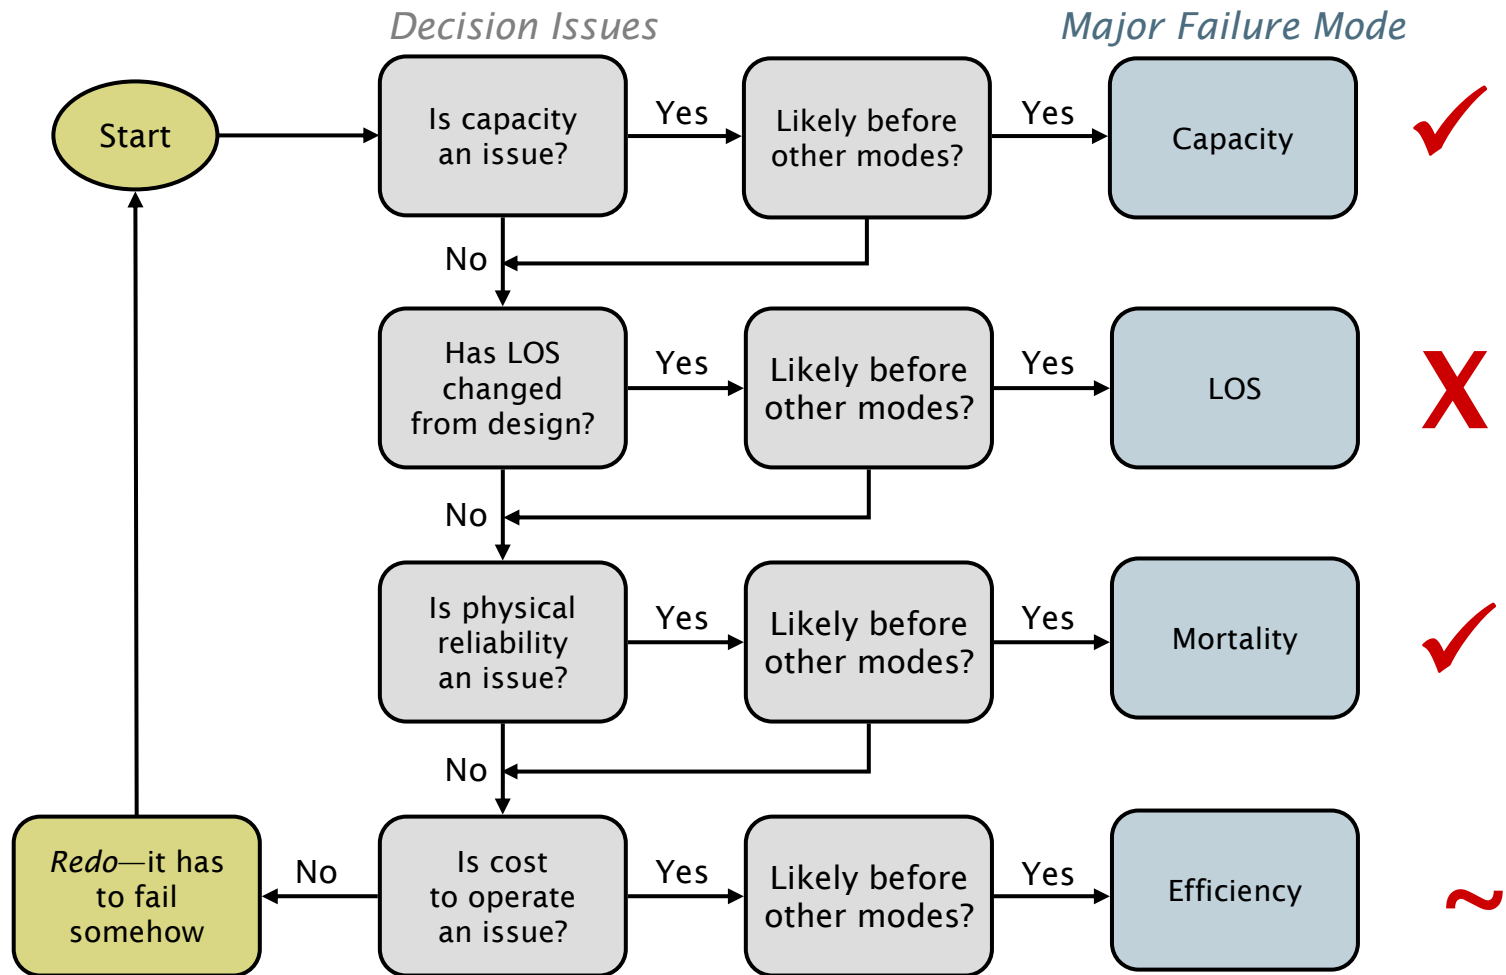 Decision Issues
Major Failure Mode
Start
Is capacity
an issue?
Yes
Likely before
other modes?
Yes
Capacity
✓
No
Has LOS
changed
from design?
Yes
Likely before
other modes?
Yes
LOS
X
No
Is physical
reliability
an issue?
Yes
Likely before
other modes?
Yes
Mortality
✓
No
Redo—it has
to fail
somehow
No
Is cost
to operate
an issue?
Yes
Likely before
other modes?
Yes
Efficiency
~